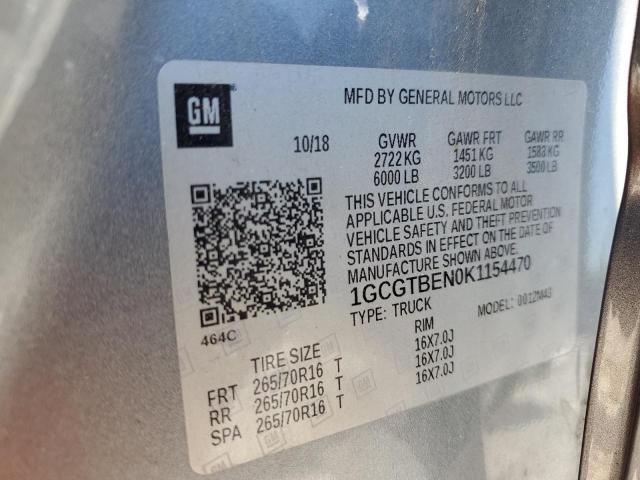 GM
MFD BY GENERAL MOTORS LLC
10/18 GVWR GAWR FRT GAWR RR
2722 KG 1451 KG 1588 KG
6000 LB 3200 LB 3500 LB
THIS VEHICLE CONFORMS TO ALL
APPLICABLE U.S. FEDERAL MOTOR
VEHICLE SAFETY AND THEFT PREVENTION
STANDARDS IN EFFECT ON THE DATE OF
MANUFACTURE SHOWN ABOVE.
1GCGTBEN0K1154470
TYPE: TRUCK MODEL: 0012M43
464C
TIRE SIZE RIM
FRT 265/70R16 T 16X7.0J
RR 265/70R16 T 16X7.0J
SPA 265/70R16 T 16X7.0J